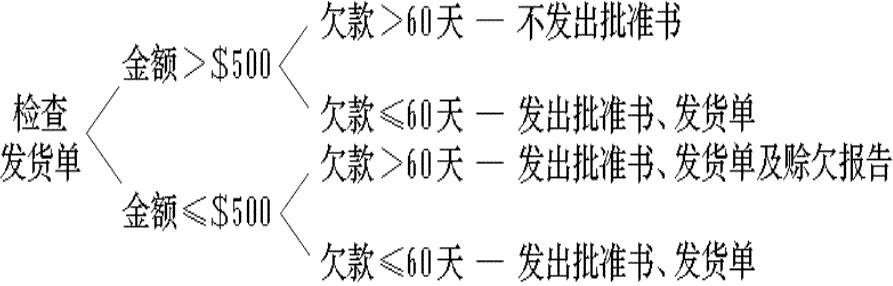 欠款>60天 — 不发出批准书
金额>$500
欠款≤60天 — 发出批准书、发货单
检查
发货单
欠款>60天 — 发出批准书、发货单及赊欠报告
金额≤$500
欠款≤60天 — 发出批准书、发货单